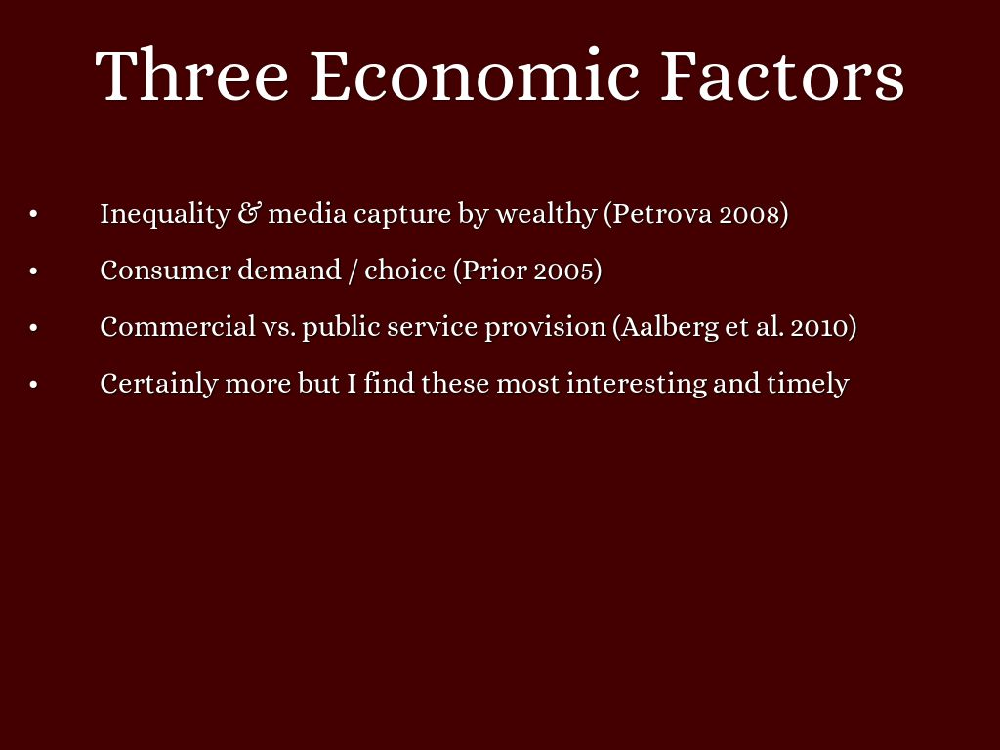 Three Economic Factors
• Inequality & media capture by wealthy (Petrova 2008)
• Consumer demand / choice (Prior 2005)
• Commercial vs. public service provision (Aalberg et al. 2010)
• Certainly more but I find these most interesting and timely